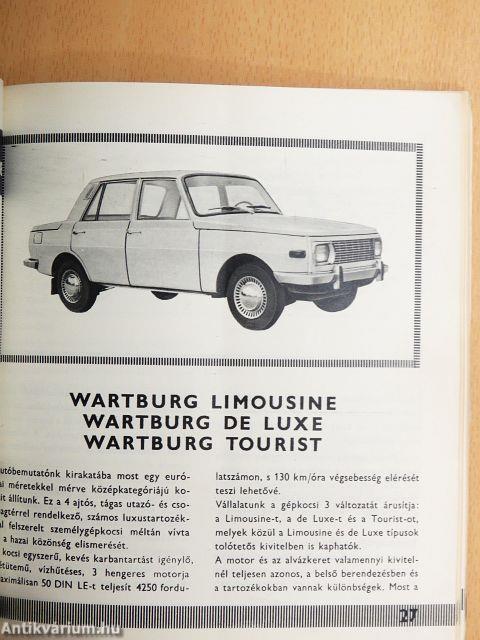 WARTBURG LIMOUSINE
WARTBURG DE LUXE
WARTBURG TOURIST
utóbemutatónk kirakatába most egy euró-
ai méretekkel mérve középkategóriájú ko-
it állítunk. Ez a 4 ajtós, tágas utazó- és cso-
agtérrel rendelkező, számos luxustartozék-
al felszerelt személygépkocsi méltán vívta
a hazai közönség elismerését.
kocsi egyszerű, kevés karbantartást igénylő,
étütemű, vízhűtéses, 3 hengeres motorja
aximálisan 50 DIN LE-t teljesít 4250 fordu-
latszámon, s 130 km/óra végsebesség elérését
teszi lehetővé.
Vállalatunk a gépkocsi 3 változatát árusítja:
a Limousine-t, a de Luxe-t és a Tourist-ot,
melyek közül a Limousine és de Luxe típusok
tolótetős kivitelben is kaphatók.
A motor és az alvázkeret valamennyi kivitel-
nél teljesen azonos, a belső berendezésben és
a tartozékokban vannak különbségek. Most a
27
Antikvárium.hu